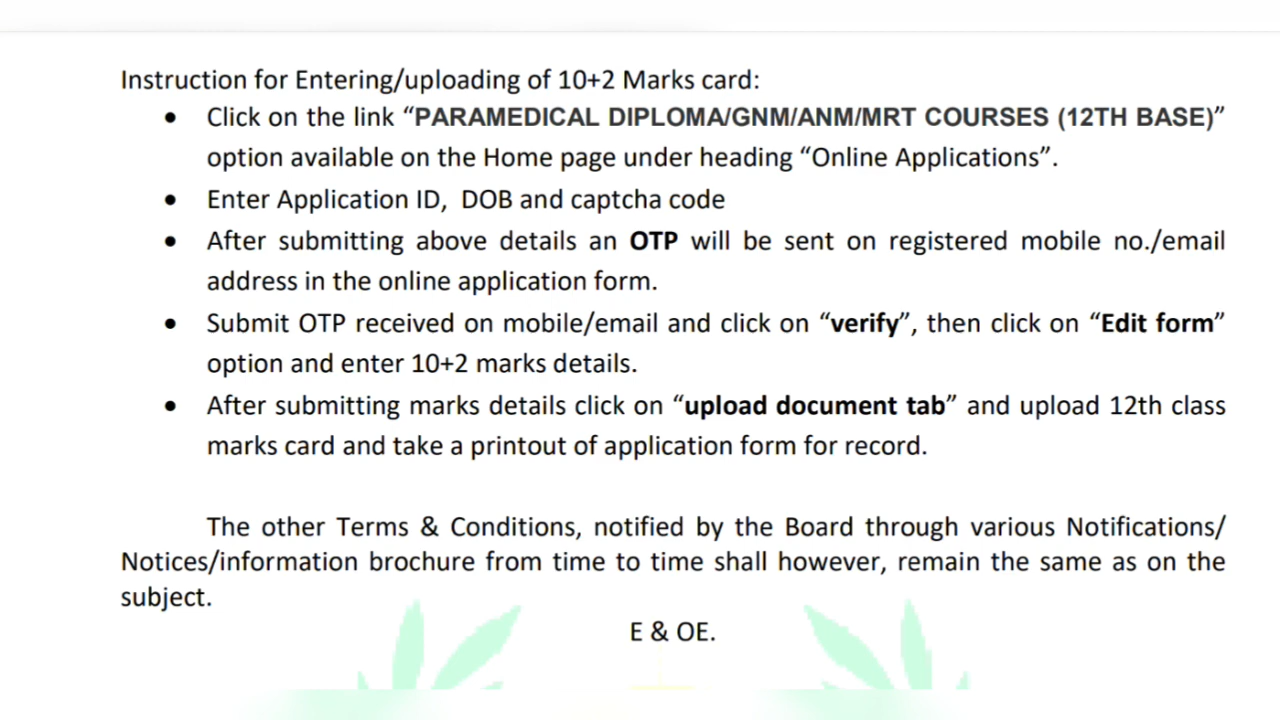 Instruction for Entering/uploading of 10+2 Marks card:
• Click on the link “PARAMEDICAL DIPLOMA/GNM/ANM/MRT COURSES (12TH BASE)”
option available on the Home page under heading “Online Applications”.
• Enter Application ID,  DOB and captcha code
• After submitting above details an OTP will be sent on registered mobile no./email
address in the online application form.
• Submit OTP received on mobile/email and click on “verify”, then click on “Edit form”
option and enter 10+2 marks details.
• After submitting marks details click on “upload document tab” and upload 12th class
marks card and take a printout of application form for record.
The other Terms & Conditions, notified by the Board through various Notifications/
Notices/information brochure from time to time shall however, remain the same as on the
subject.
E & OE.